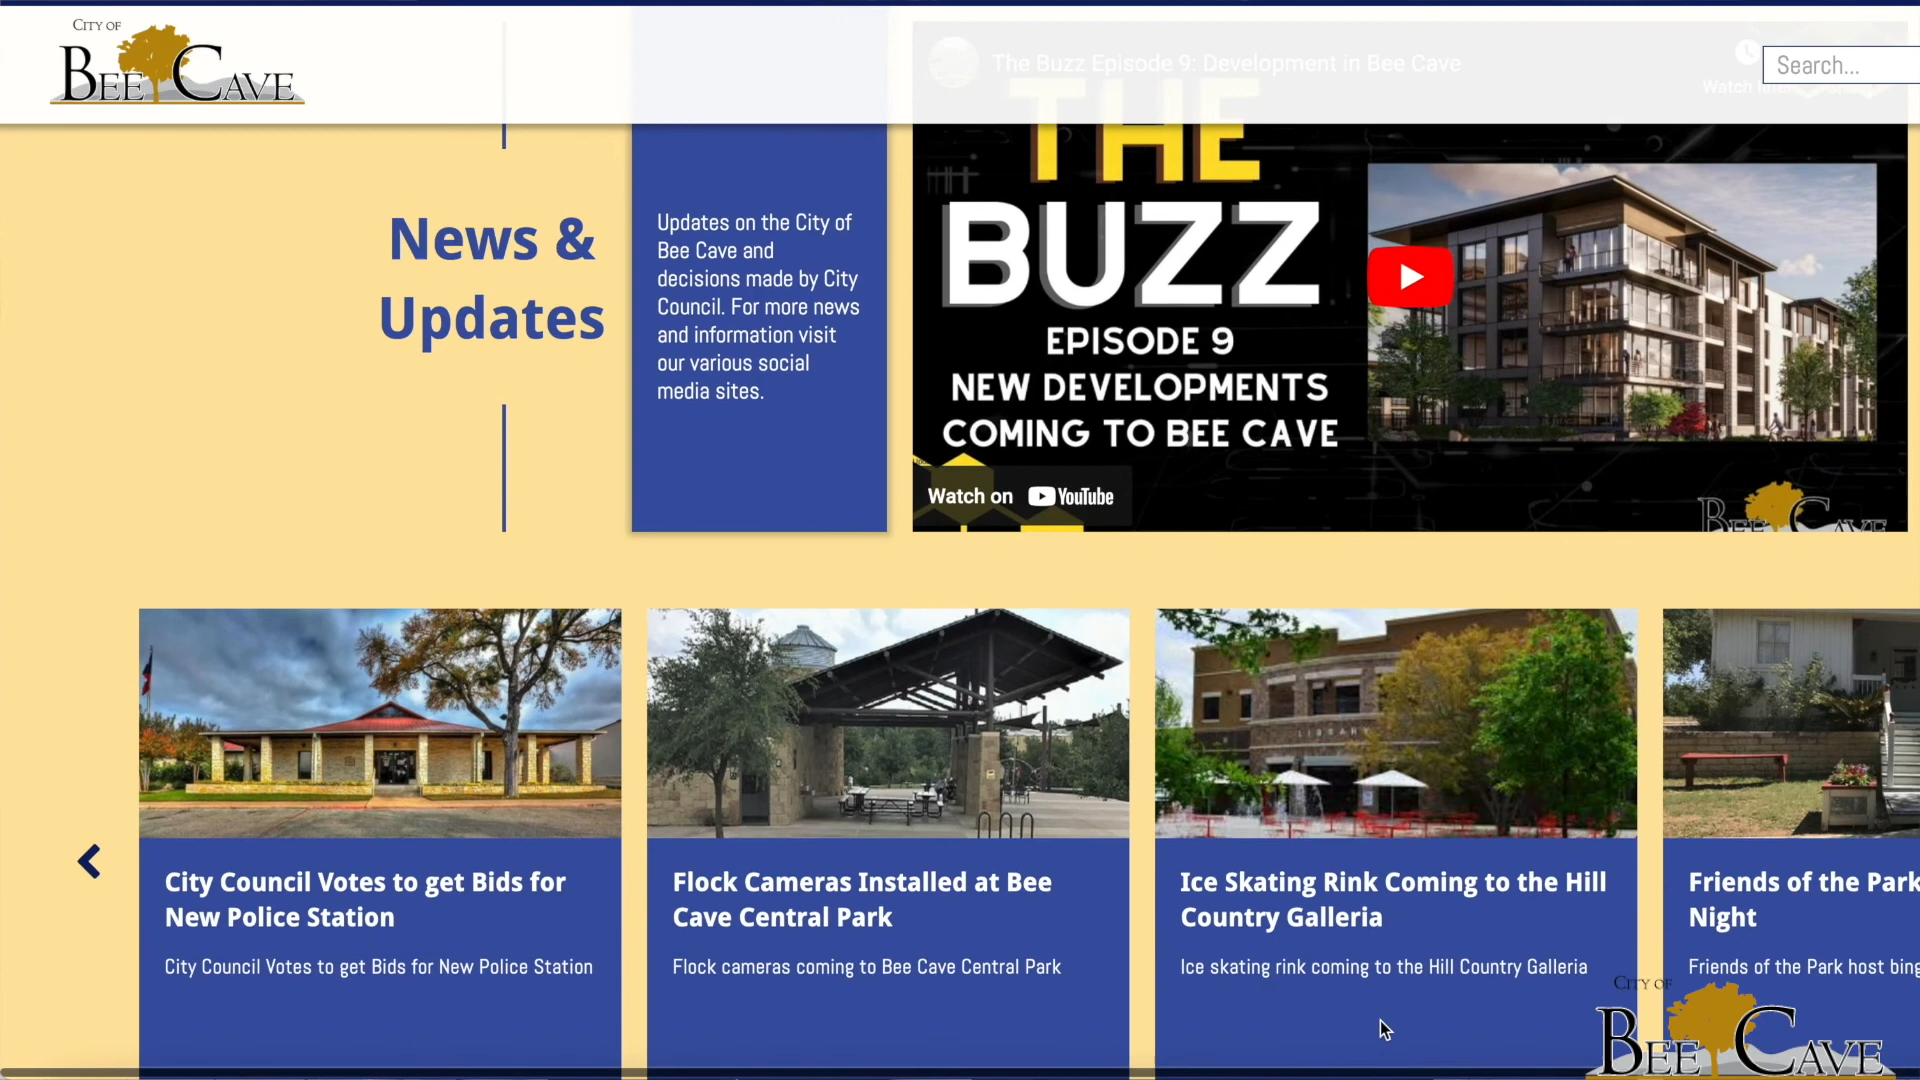 CITY OF
BEE CAVE
The Buzz Episode 9: Development in Bee Cave
Search...
THE
BUZZ
EPISODE 9
NEW DEVELOPMENTS
COMING TO BEE CAVE
Watch on YouTube
BEE CAVE
News &
Updates
Updates on the City of
Bee Cave and
decisions made by City
Council. For more news
and information visit
our various social
media sites.
LIBRAR
City Council Votes to get Bids for
New Police Station
City Council Votes to get Bids for New Police Station
Flock Cameras Installed at Bee
Cave Central Park
Flock cameras coming to Bee Cave Central Park
Ice Skating Rink Coming to the Hill
Country Galleria
Ice skating rink coming to the Hill Country Galleria
Friends of the Park
Night
Friends of the Park host bing
CITY OF
BEE CAVE